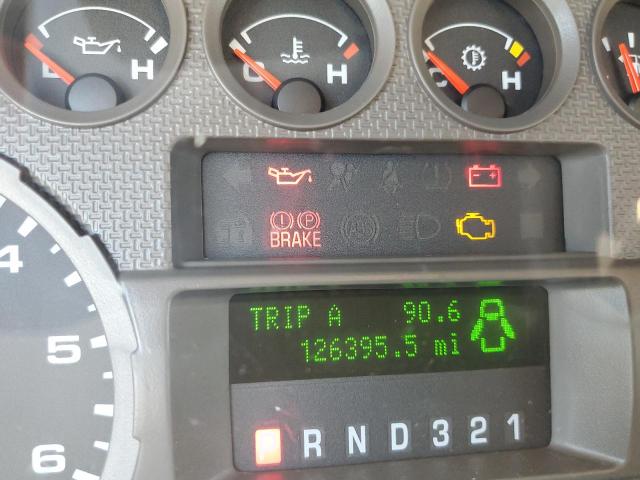 L H
C H
C H
BRAKE
4
5
6
TRIP A 90.6
126395.5 mi
P R N D 3 2 1